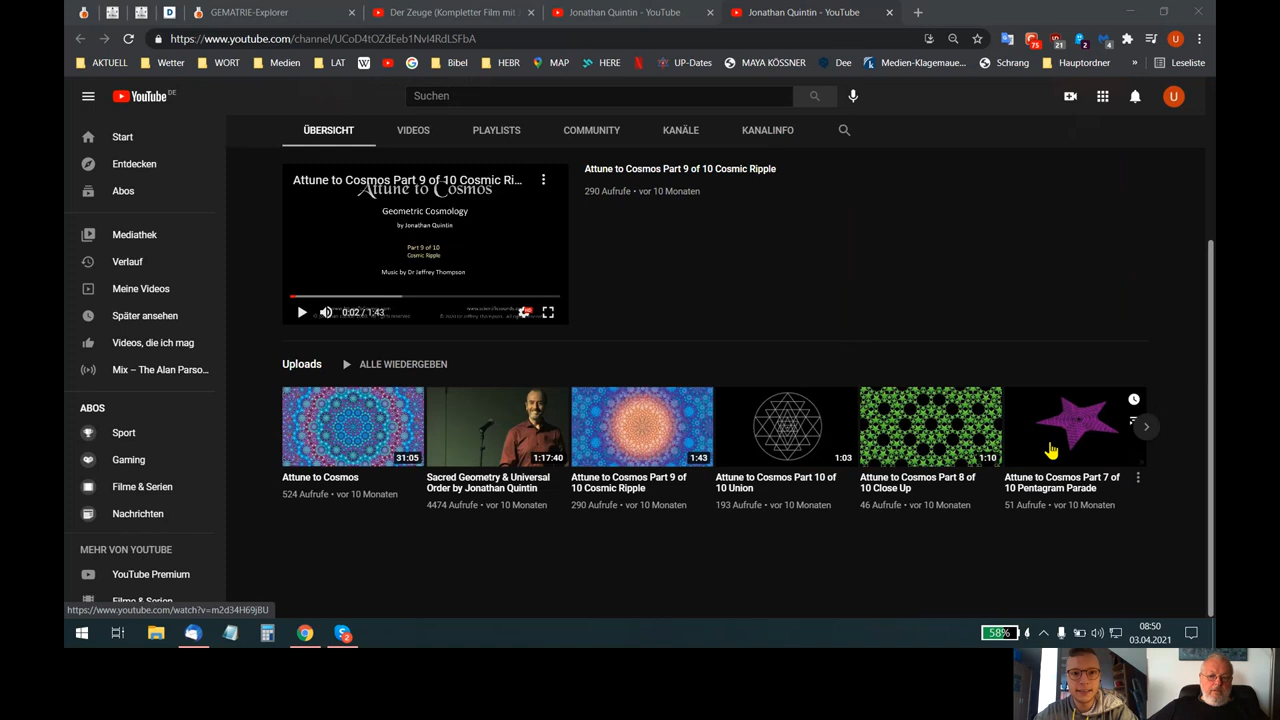 GEMATRIE-Explorer
Der Zeuge (Kompletter Film mit
Jonathan Quintin - YouTube
Jonathan Quintin - YouTube
https://www.youtube.com/channel/UCoD4tOZdEeb1NvI4RdLSFbA
75
21
2
4
U
AKTUELL
Wetter
WORT
Medien
LAT
W
G
Bibel
HEBR
MAP
HERE
N
UP-Dates
MAYA KÖSSNER
Dee
Medien-Klagemaue...
Schrang
Hauptordner
»
Leseliste
YouTube DE
Suchen
U
ÜBERSICHT
VIDEOS
PLAYLISTS
COMMUNITY
KANÄLE
KANALINFO
Start
Entdecken
Abos
Mediathek
Verlauf
Meine Videos
Später ansehen
Videos, die ich mag
Mix – The Alan Parso...
ABOS
Sport
Gaming
Filme & Serien
Nachrichten
MEHR VON YOUTUBE
YouTube Premium
Filme & Serien
https://www.youtube.com/watch?v=m2d34H69jBU
Attune to Cosmos Part 9 of 10 Cosmic Ri...
Attune to Cosmos
Geometric Cosmology
by Jonathan Quintin
Part 9 of 10
Cosmic Ripple
Music by Dr Jeffrey Thompson
0:02 / 1:43
Attune to Cosmos Part 9 of 10 Cosmic Ripple
290 Aufrufe • vor 10 Monaten
Uploads
ALLE WIEDERGEBEN
31:05
Attune to Cosmos
524 Aufrufe • vor 10 Monaten
1:17:40
Sacred Geometry & Universal
Order by Jonathan Quintin
4474 Aufrufe • vor 10 Monaten
1:43
Attune to Cosmos Part 9 of
10 Cosmic Ripple
290 Aufrufe • vor 10 Monaten
1:03
Attune to Cosmos Part 10 of
10 Union
193 Aufrufe • vor 10 Monaten
1:10
Attune to Cosmos Part 8 of
10 Close Up
46 Aufrufe • vor 10 Monaten
Attune to Cosmos Part 7 of
10 Pentagram Parade
51 Aufrufe • vor 10 Monaten
58%
08:50
03.04.2021